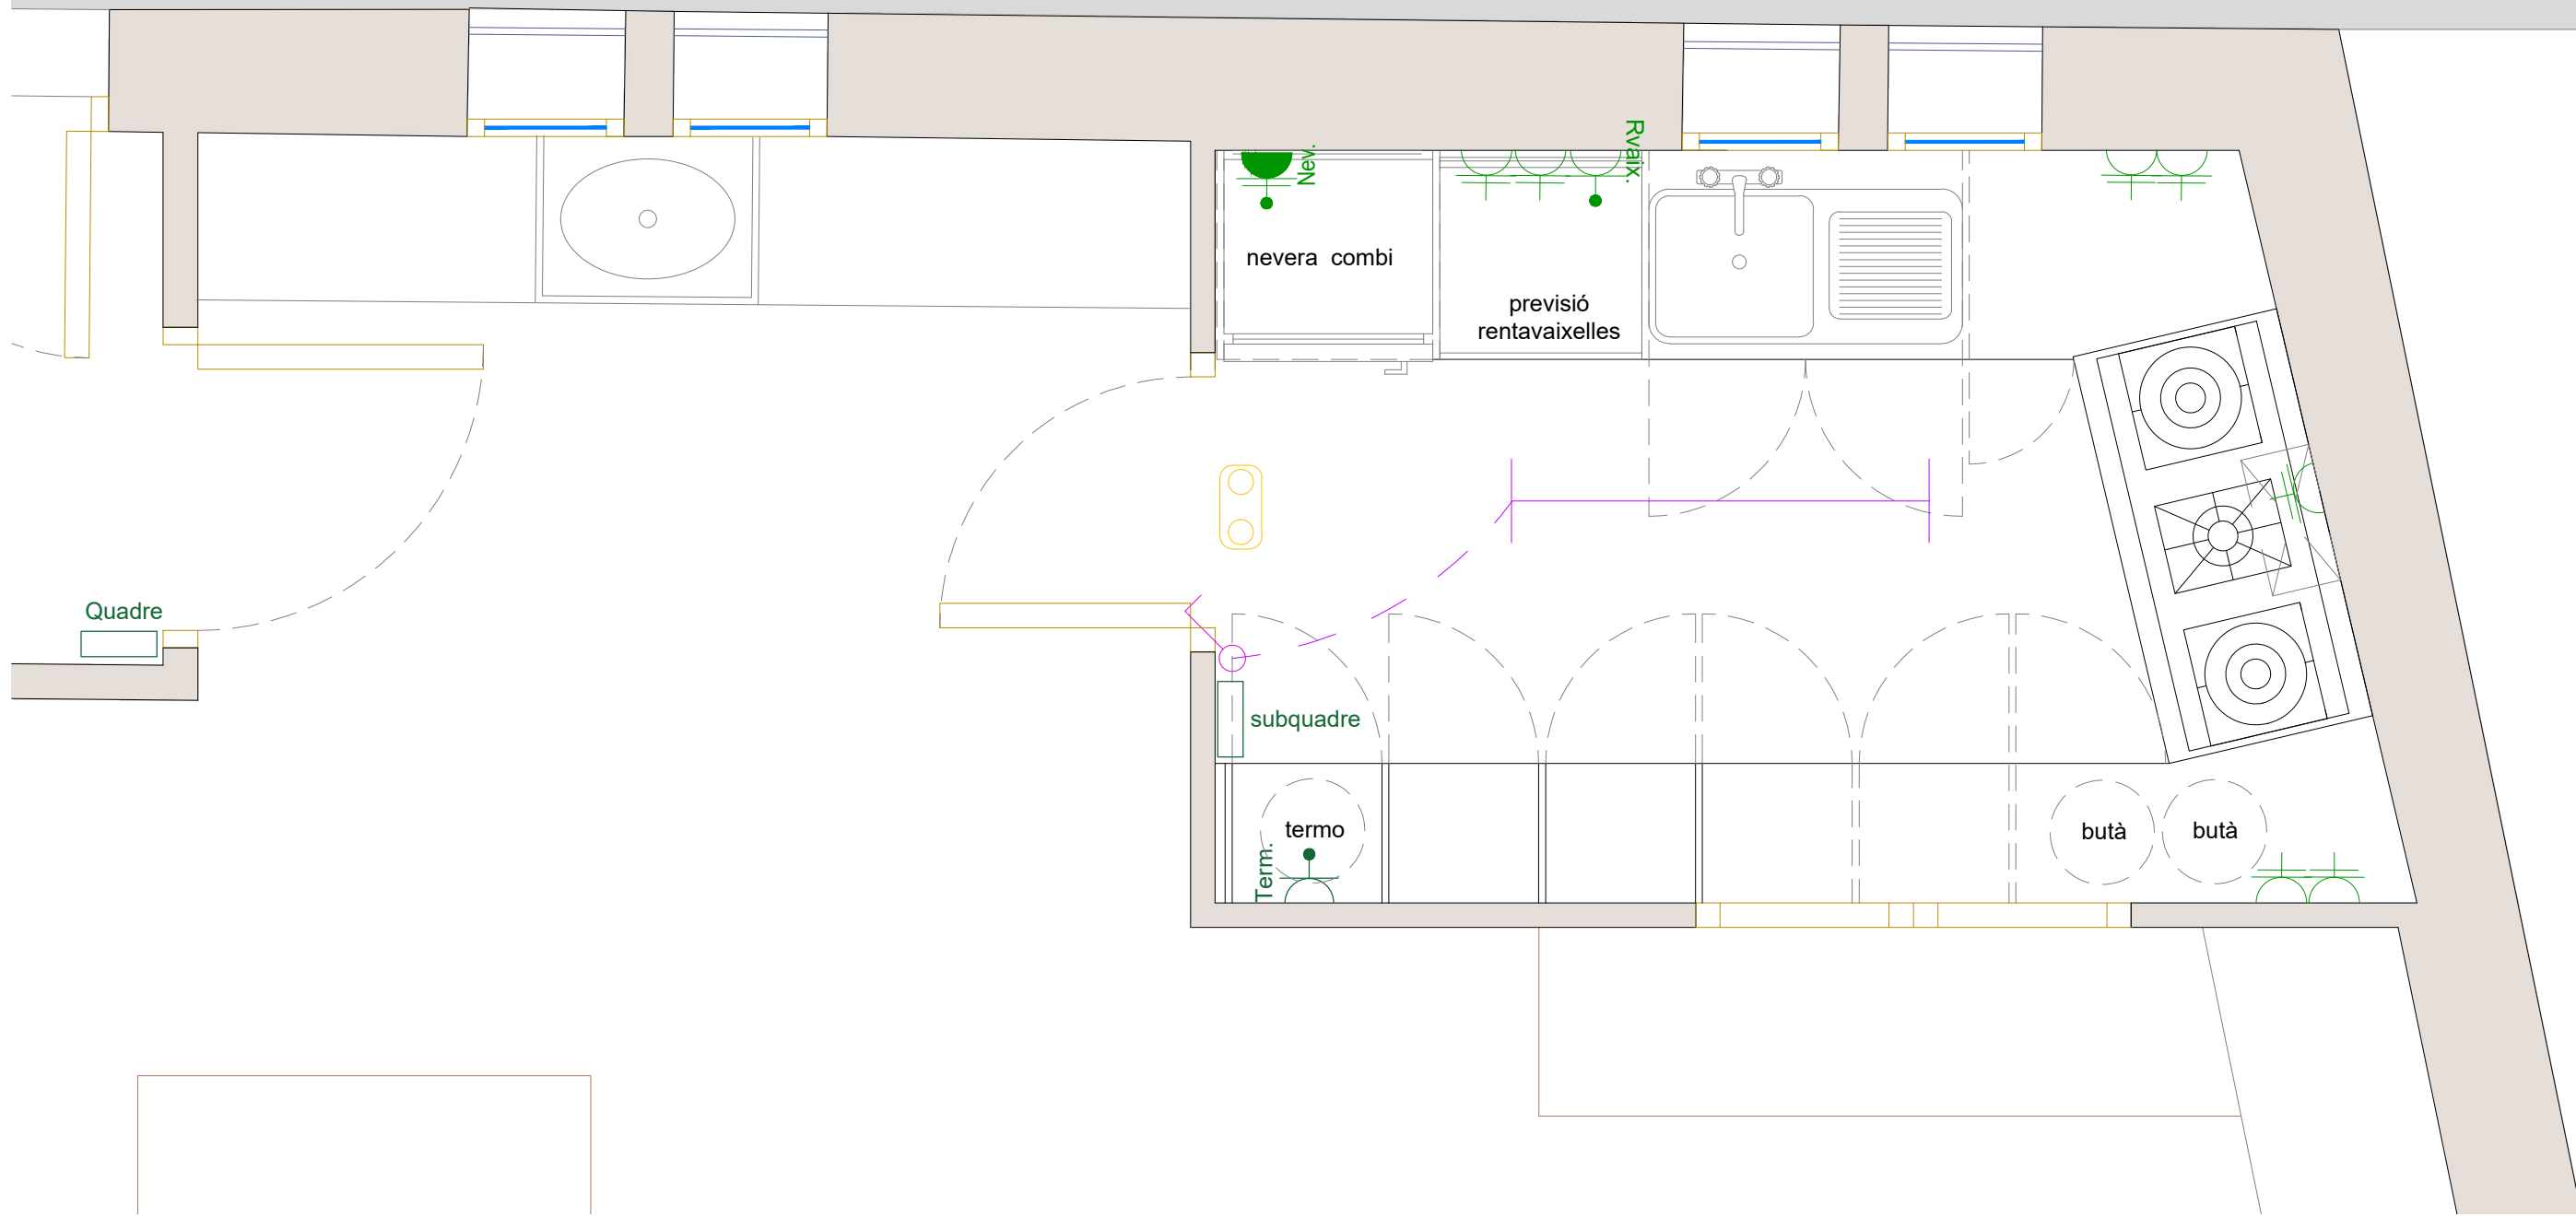 Nev.
Rvaix.
nevera combi
previsió
rentavaixelles
Quadre
subquadre
termo
Term.
butà
butà